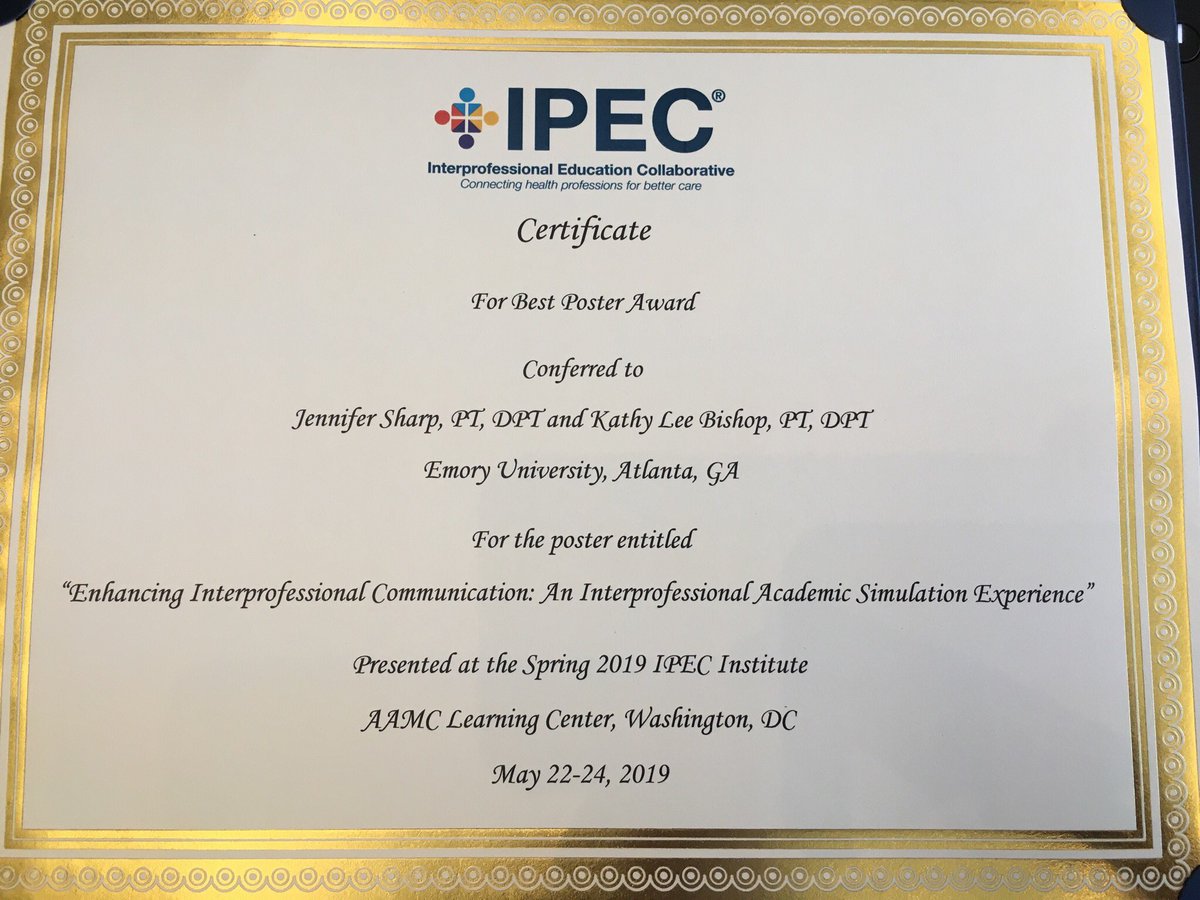 IPEC®
Interprofessional Education Collaborative
Connecting health professions for better care
Certificate
For Best Poster Award
Conferred to
Jennifer Sharp, PT, DPT and Kathy Lee Bishop, PT, DPT
Emory University, Atlanta, GA
For the poster entitled
“Enhancing Interprofessional Communication: An Interprofessional Academic Simulation Experience”
Presented at the Spring 2019 IPEC Institute
AAMC Learning Center, Washington, DC
May 22-24, 2019